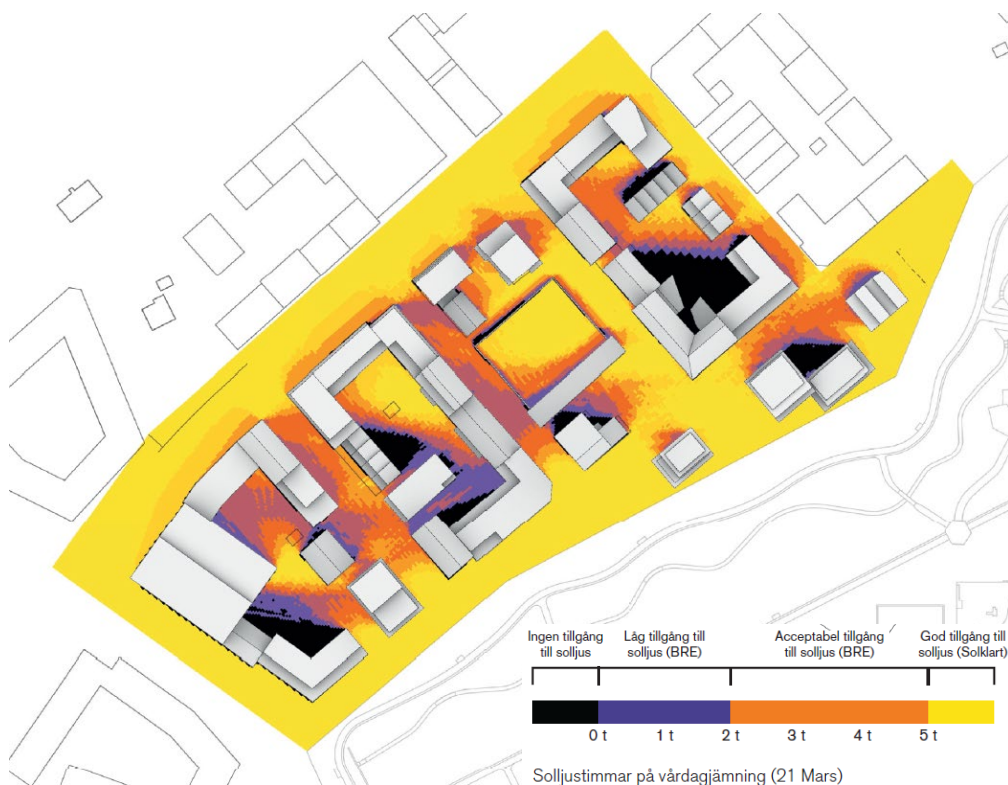 Ingen tillgång
till solljus
Låg tillgång till
solljus (BRE)
Acceptabel tillgång
till solljus (BRE)
God tillgång till
solljus (Solklart)
0 t 1 t 2 t 3 t 4 t 5 t
Solljustimmar på vårdagjämning (21 Mars)